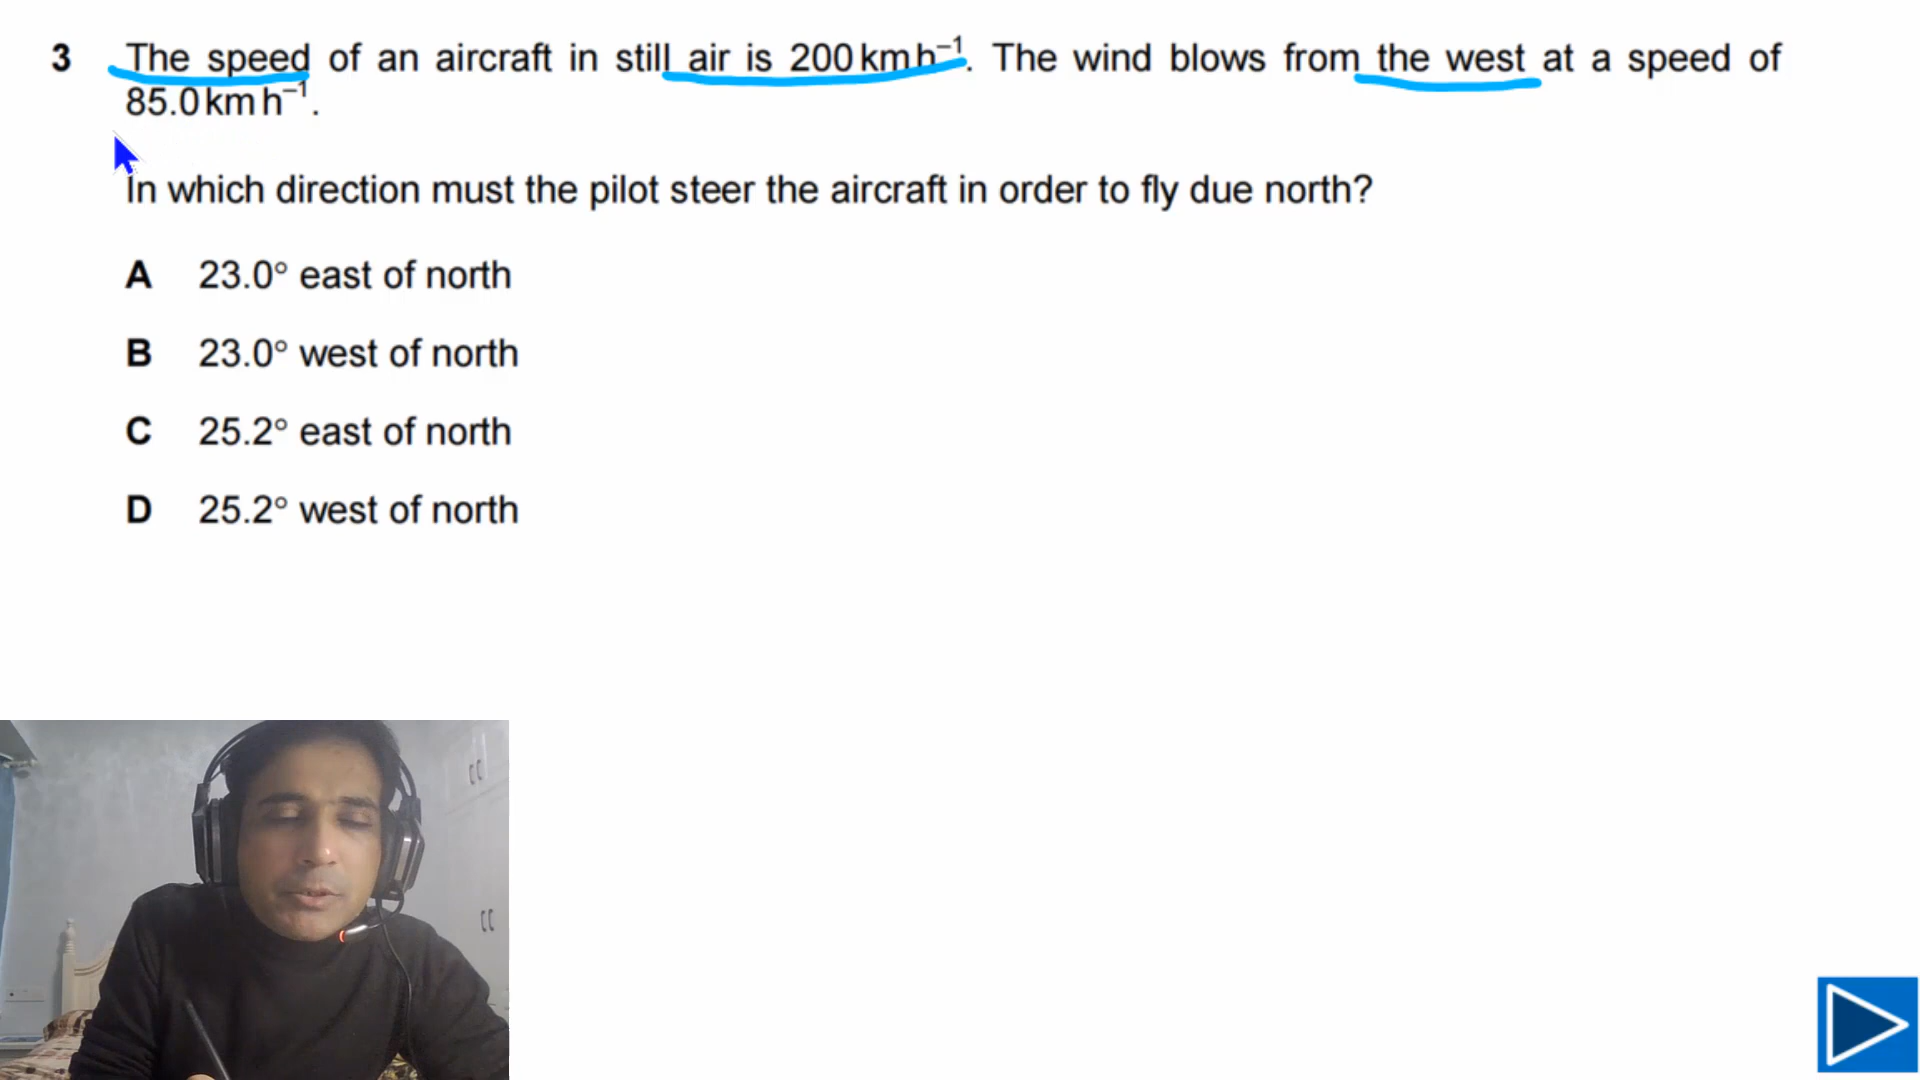 3 The speed of an aircraft in still air is 200 km h⁻¹. The wind blows from the west at a speed of
85.0 km h⁻¹.
In which direction must the pilot steer the aircraft in order to fly due north?
A 23.0° east of north
B 23.0° west of north
C 25.2° east of north
D 25.2° west of north